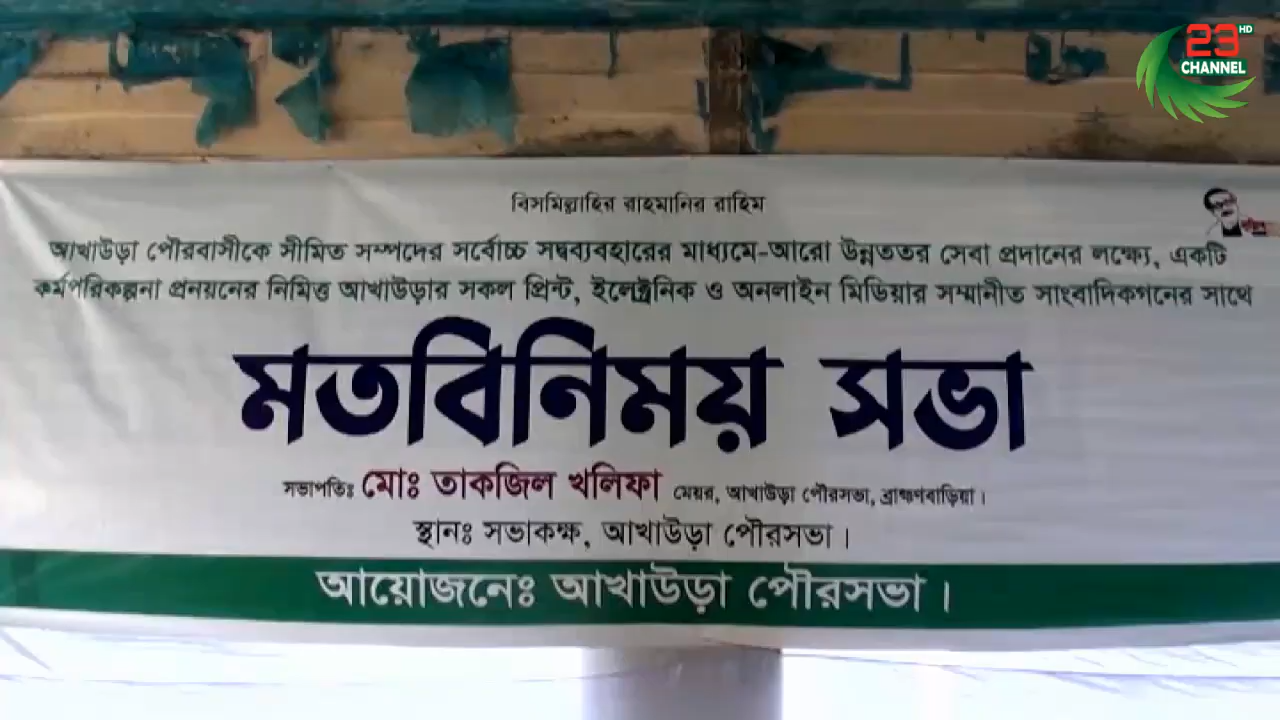 23 HD
CHANNEL
বিসমিল্লাহির রাহমানির রাহিম
আখাউড়া পৌরবাসীকে সীমিত সম্পদের সর্বোচ্চ সদ্বব্যবহারের মাধ্যমে-আরো উন্নততর সেবা প্রদানের লক্ষ্যে, একটি
কর্মপরিকল্পনা প্রনয়নের নিমিত্ত আখাউড়ার সকল প্রিন্ট, ইলেক্ট্রনিক ও অনলাইন মিডিয়ার সম্মানীত সাংবাদিকগনের সাথে
মতবিনিময় সভা
সভাপতিঃ মোঃ তাকজিল খলিফা মেয়র, আখাউড়া পৌরসভা, ব্রাহ্মণবাড়িয়া।
স্থানঃ সভাকক্ষ, আখাউড়া পৌরসভা।
আয়োজনেঃ আখাউড়া পৌরসভা।